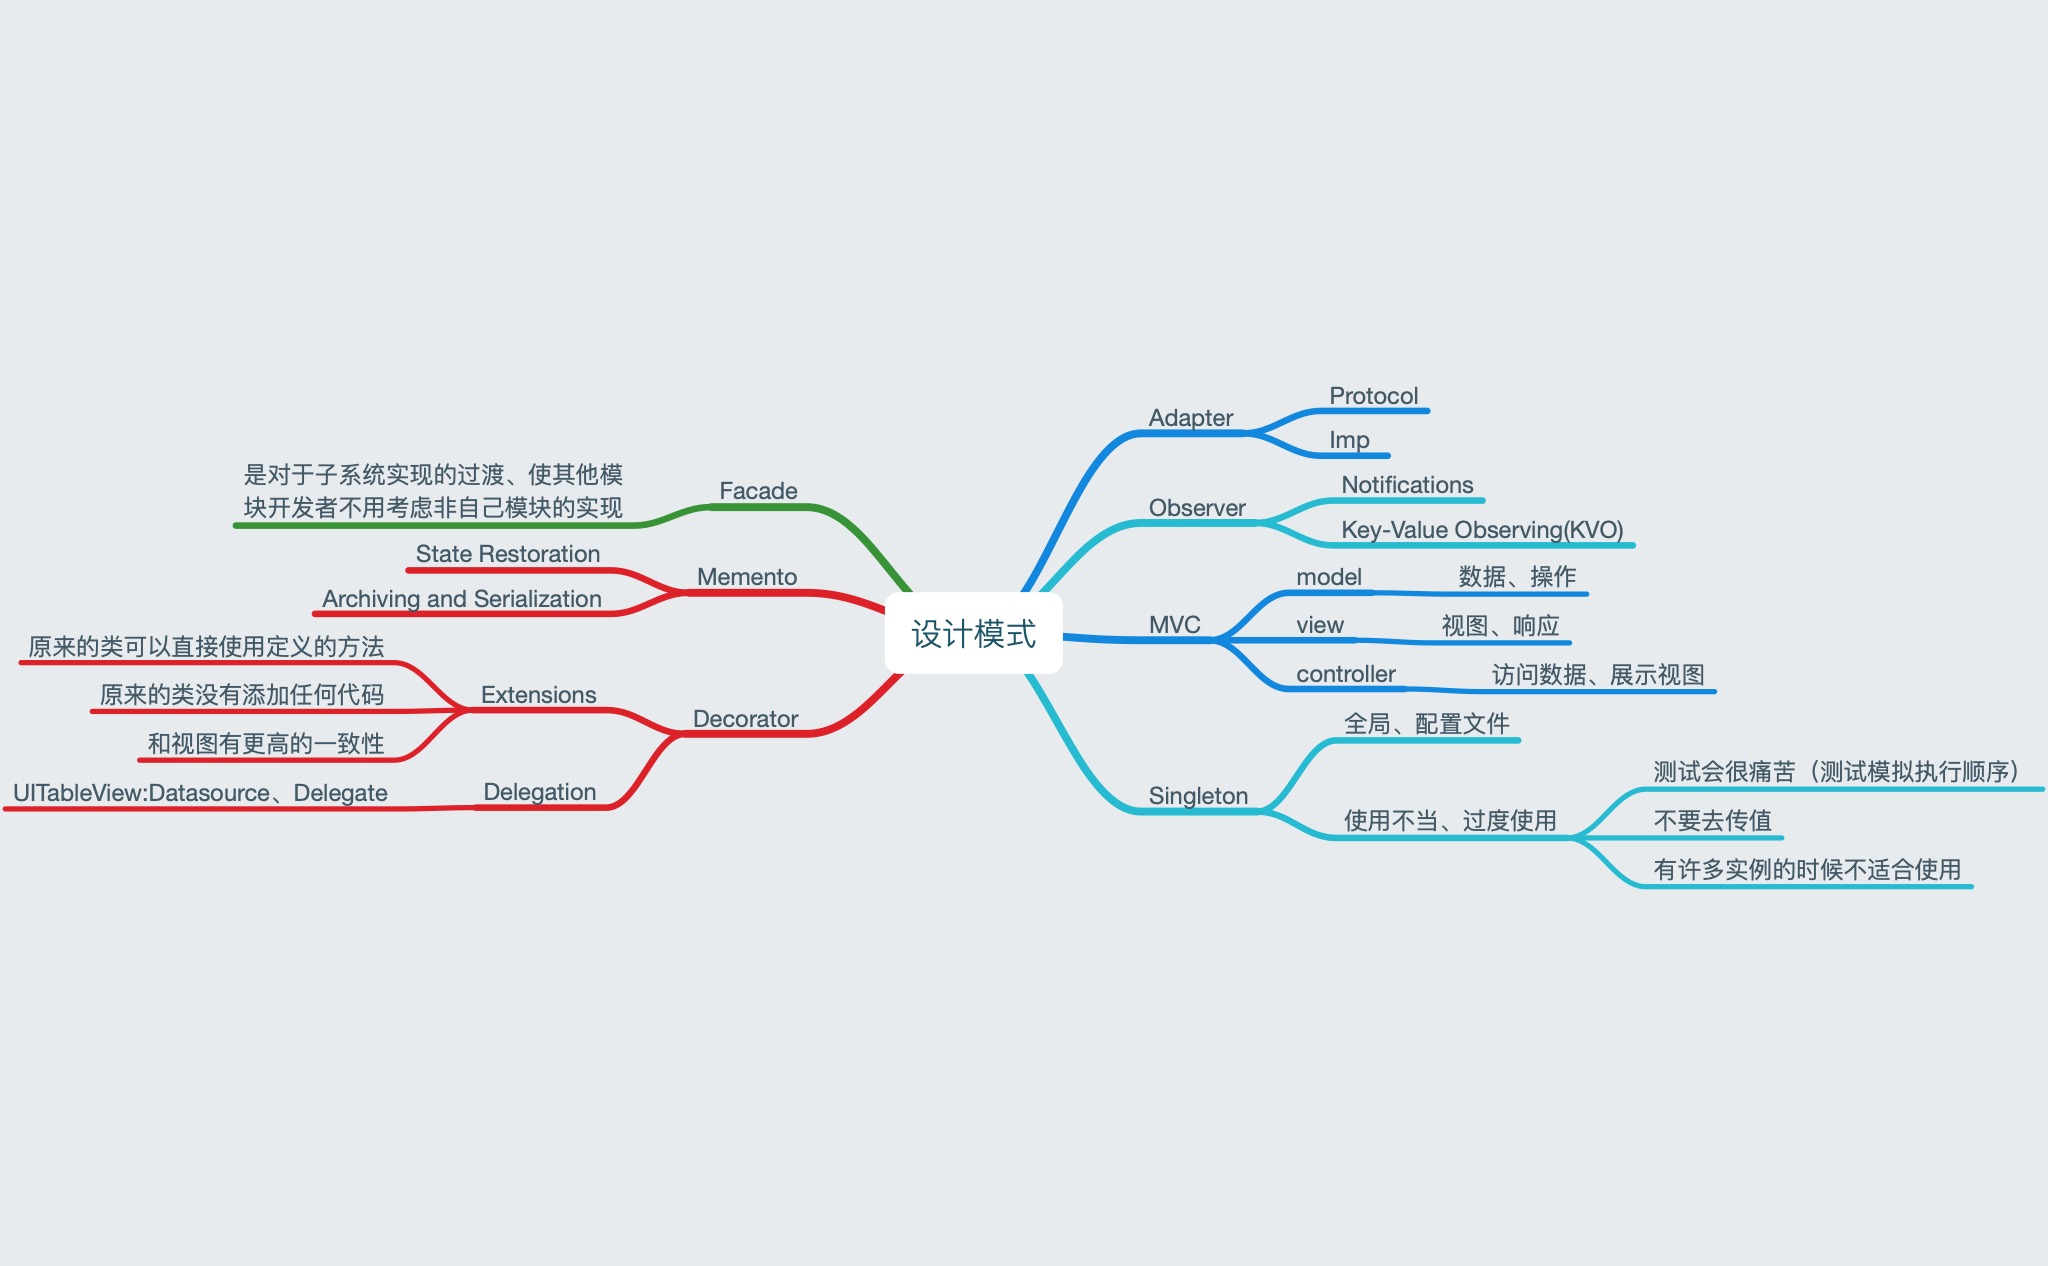 设计模式
Adapter
Protocol
Imp
Observer
Notifications
Key-Value Observing(KVO)
MVC
model
数据、操作
view
视图、响应
controller
访问数据、展示视图
Singleton
全局、配置文件
使用不当、过度使用
测试会很痛苦（测试模拟执行顺序）
不要去传值
有许多实例的时候不适合使用
Facade
是对于子系统实现的过渡、使其他模
块开发者不用考虑非自己模块的实现
Memento
State Restoration
Archiving and Serialization
Decorator
Extensions
原来的类可以直接使用定义的方法
原来的类没有添加任何代码
和视图有更高的一致性
Delegation
UITableView:Datasource、Delegate